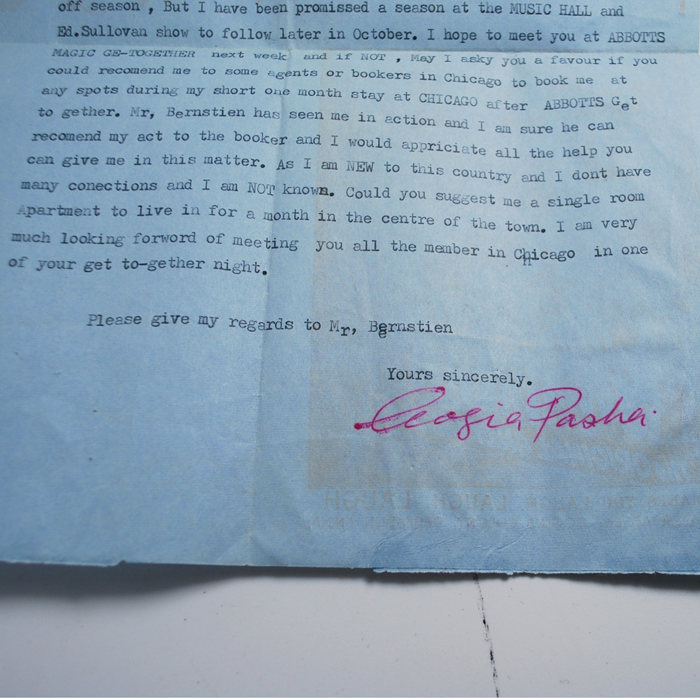 off season , But I have been promissed a season at the MUSIC HALL and
Ed.Sullovan show to follow later in October. I hope to meet you at ABBOTTS
MAGIC GE-TOGETHER next week and if NOT , May I asky you a favour if you
could recomend me to some agents or bookers in Chicago to book me at
any spots during my short one month stay at CHICAGO after ABBOTTS Get
to gether. Mr, Bernstien has seen me in action and I am sure he can
recomend my act to the booker and I would appriciate all the help you
can give me in this matter. As I am NEW to this country and I dont have
many conections and I am NOT known. Could you suggest me a single room
Apartment to live in for a month in the centre of the town. I am very
much looking forword of meeting you all the member in Chicago in one
of your get to-gether night.
Please give my regards to Mr, Bernstien
Yours sincerely.
Pasha
LAUGH LAUGH